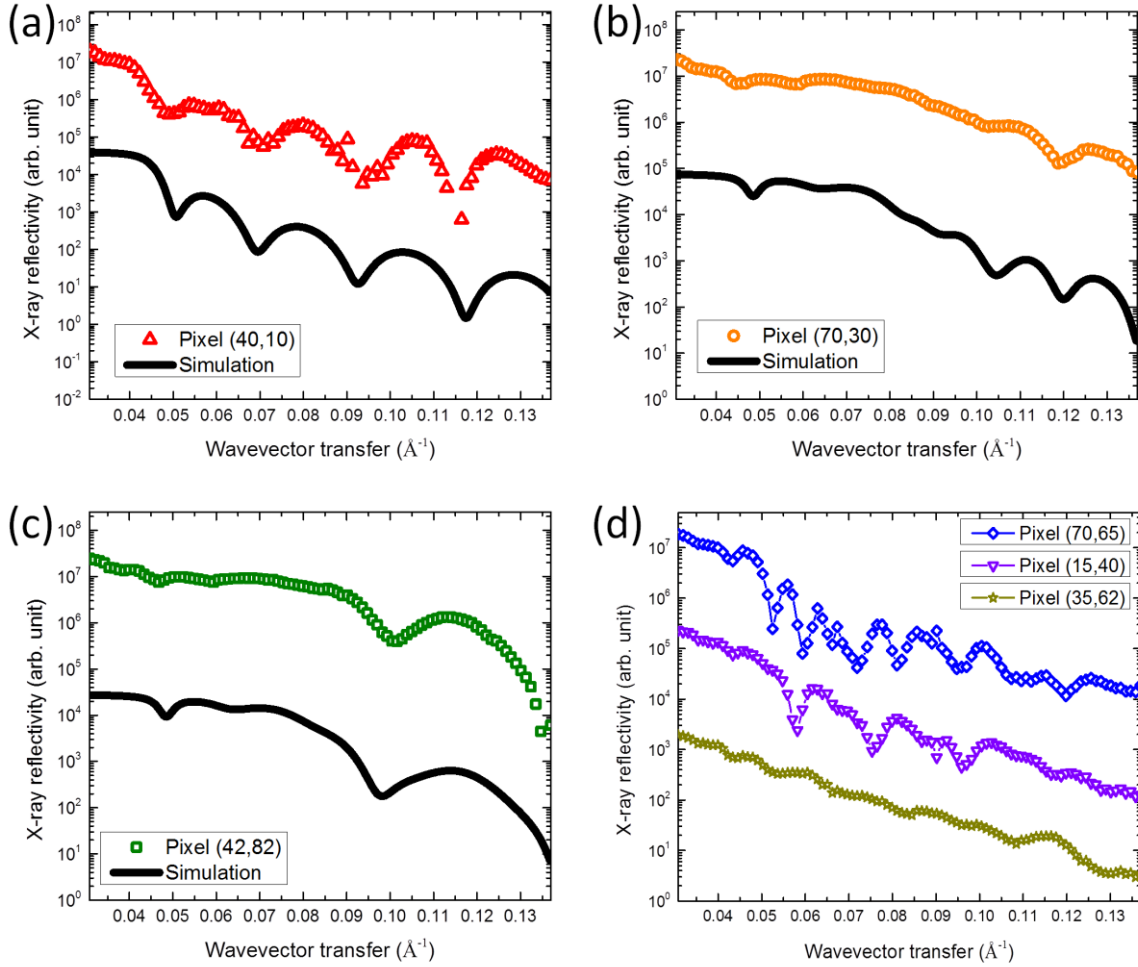 (a)
X-ray reflectivity (arb. unit)
10⁸
10⁷
10⁶
10⁵
10⁴
10³
10²
10¹
10⁰
10⁻¹
10⁻²
Pixel (40,10)
Simulation
0.04 0.05 0.06 0.07 0.08 0.09 0.10 0.11 0.12 0.13
Wavevector transfer (Å⁻¹)
(b)
X-ray reflectivity (arb. unit)
10⁸
10⁷
10⁶
10⁵
10⁴
10³
10²
10¹
10⁰
Pixel (70,30)
Simulation
0.04 0.05 0.06 0.07 0.08 0.09 0.10 0.11 0.12 0.13
Wavevector transfer (Å⁻¹)
(c)
X-ray reflectivity (arb. unit)
10⁸
10⁷
10⁶
10⁵
10⁴
10³
10²
10¹
10⁰
Pixel (42,82)
Simulation
0.04 0.05 0.06 0.07 0.08 0.09 0.10 0.11 0.12 0.13
Wavevector transfer (Å⁻¹)
(d)
X-ray reflectivity (arb. unit)
10⁷
10⁶
10⁵
10⁴
10³
10²
10¹
10⁰
Pixel (70,65)
Pixel (15,40)
Pixel (35,62)
0.04 0.05 0.06 0.07 0.08 0.09 0.10 0.11 0.12 0.13
Wavevector transfer (Å⁻¹)